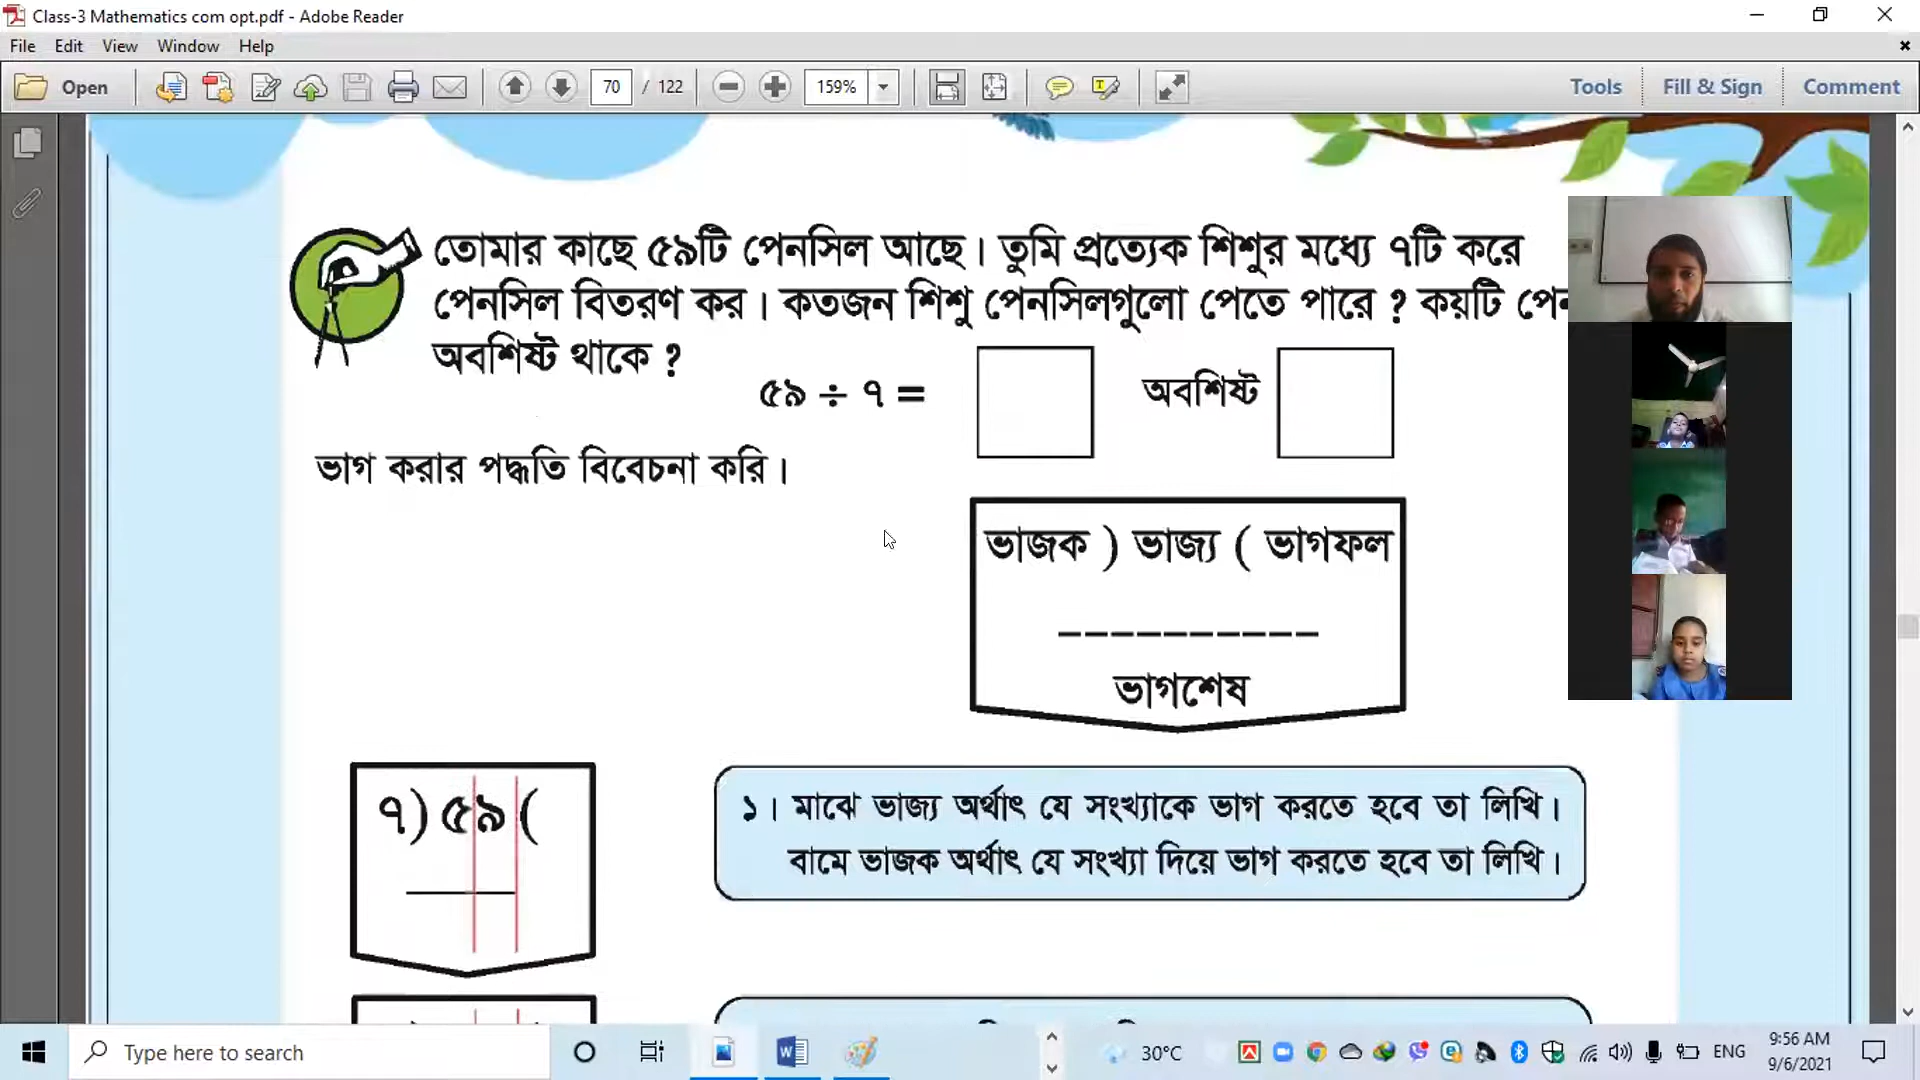 Class-3 Mathematics com opt.pdf - Adobe Reader
File Edit View Window Help
Open 70 / 122 159% Tools Fill & Sign Comment
তোমার কাছে ৫৯টি পেনসিল আছে। তুমি প্রত্যেক শিশুর মধ্যে ৭টি করে
পেনসিল বিতরণ কর। কতজন শিশু পেনসিলগুলো পেতে পারে ? কয়টি পেন
অবশিষ্ট থাকে ?
৫৯ ÷ ৭ = অবশিষ্ট
ভাগ করার পদ্ধতি বিবেচনা করি।
ভাজক ) ভাজ্য ( ভাগফল
ভাগশেষ
৭) ৫৯ (
১। মাঝে ভাজ্য অর্থাৎ যে সংখ্যাকে ভাগ করতে হবে তা লিখি।
বামে ভাজক অর্থাৎ যে সংখ্যা দিয়ে ভাগ করতে হবে তা লিখি।
Type here to search 30°C ENG 9:56 AM
9/6/2021